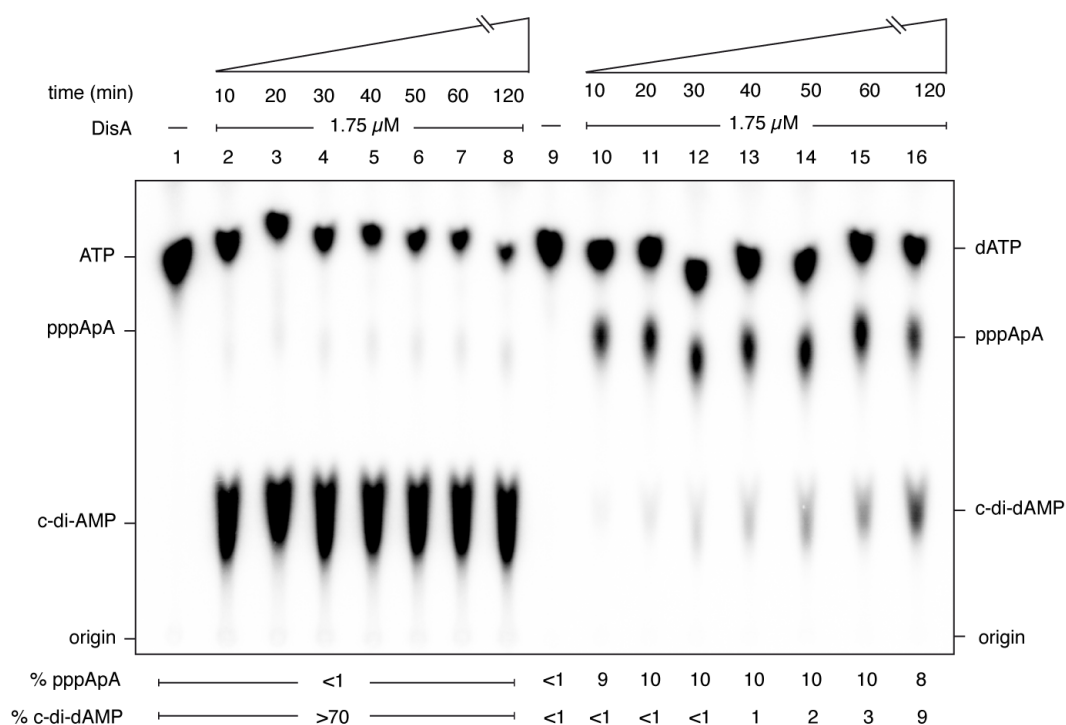 time (min) 10 20 30 40 50 60 120 10 20 30 40 50 60 120
DisA — 1.75 µM — 1.75 µM
1 2 3 4 5 6 7 8 9 10 11 12 13 14 15 16
ATP dATP
pppApA pppApA
c-di-AMP c-di-dAMP
origin origin
% pppApA <1 <1 9 10 10 10 10 10 8
% c-di-dAMP >70 <1 <1 <1 <1 1 2 3 9